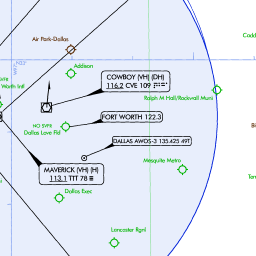 Air Park-Dallas
Cadd
Addison
COWBOY (VH) (DH)
116.2 CVE 109
Worth Intl
Ralph M Hall/Rockwall Muni
FORT WORTH 122.3
NO SVFR
Dallas Love Fld
DALLAS AWOS-3 135.425 49T
Mesquite Metro
MAVERICK (VH) (H)
113.1 TTT 78
Dallas Exec
Lancaster Rgnl